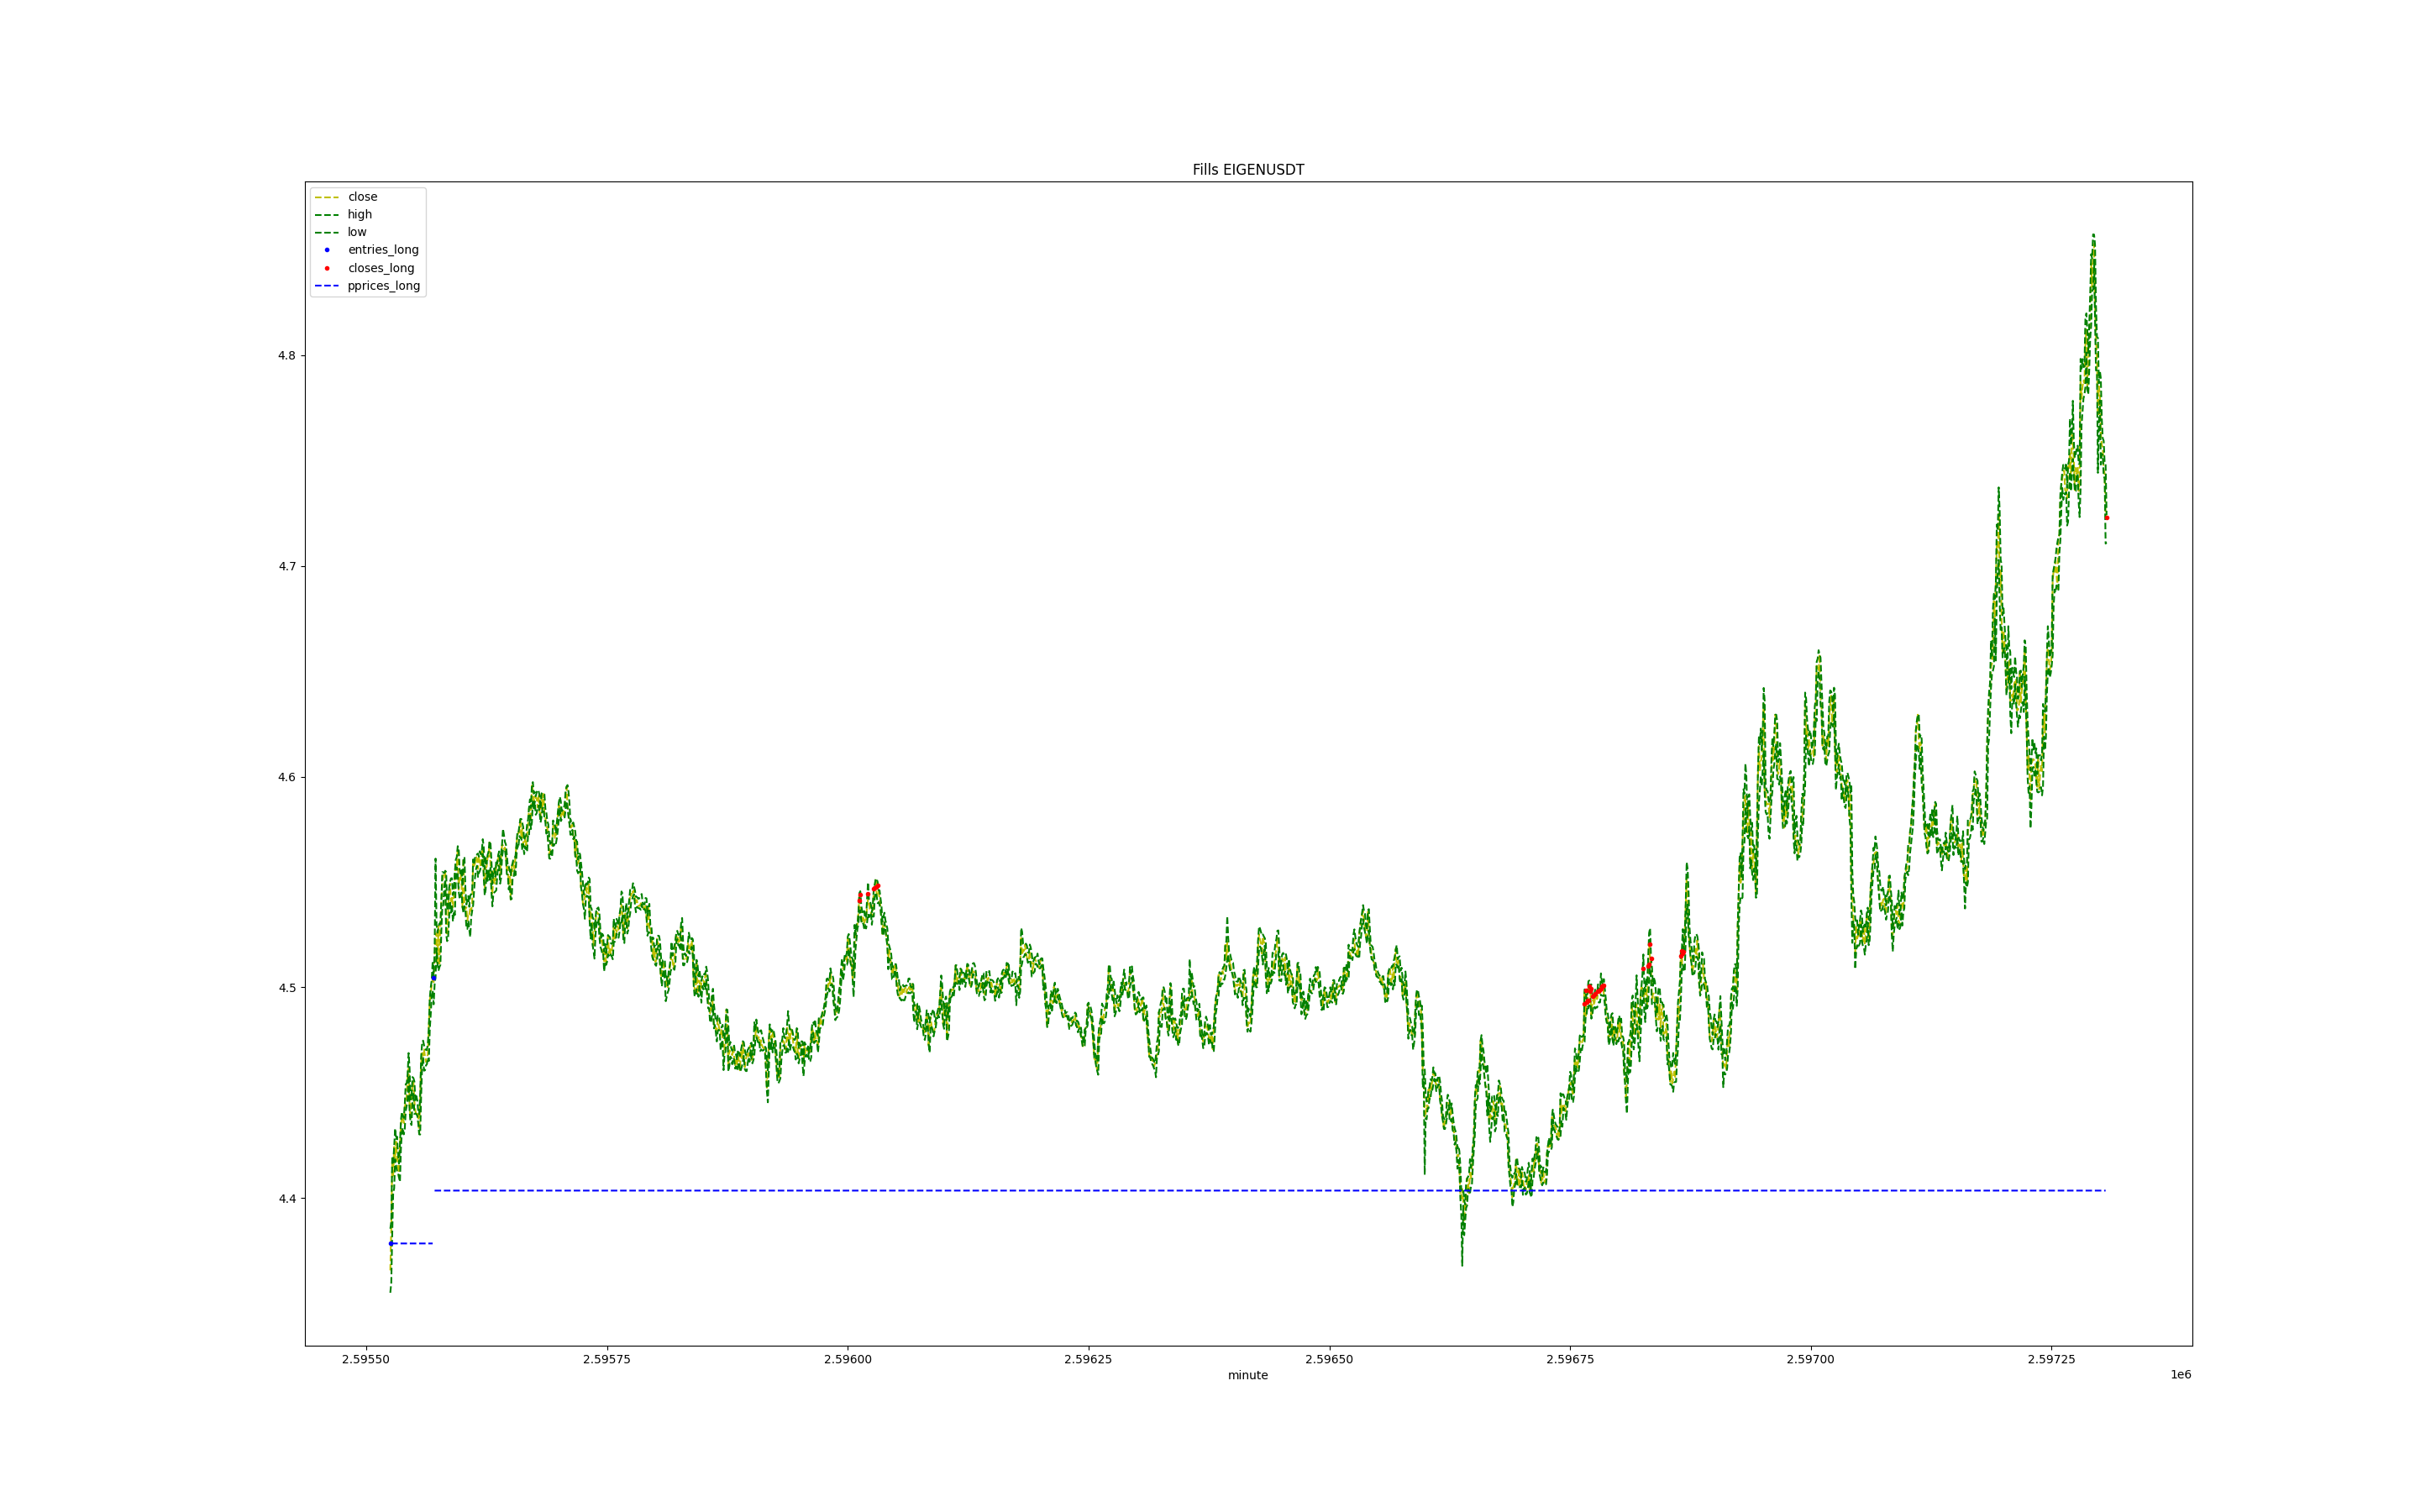 Fills EIGENUSDT
close
high
low
entries_long
closes_long
pprices_long
4.8
4.7
4.6
4.5
4.4
2.59550 2.59575 2.59600 2.59625 2.59650 2.59675 2.59700 2.59725
minute 1e6